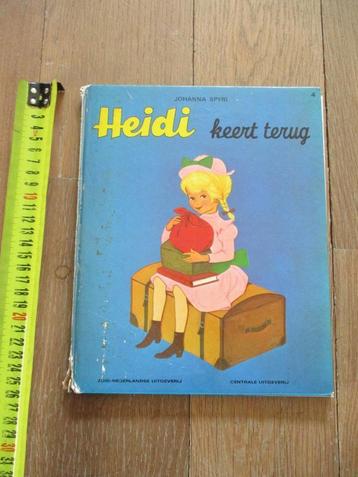 JOHANNA SPYRI
4
Heidi keert terug
ZUID-NEDERLANDSE UITGEVERIJ
CENTRALE UITGEVERIJ